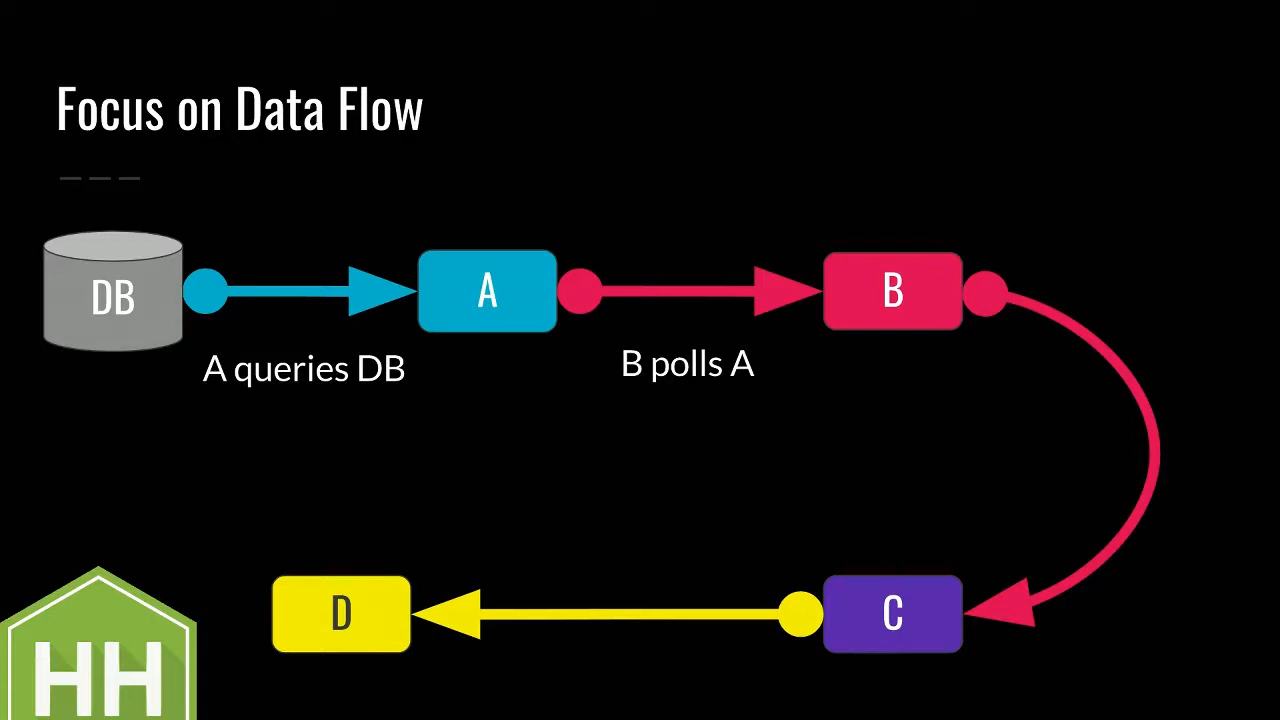 Focus on Data Flow
DB
A
B
A queries DB
B polls A
D
C
HH